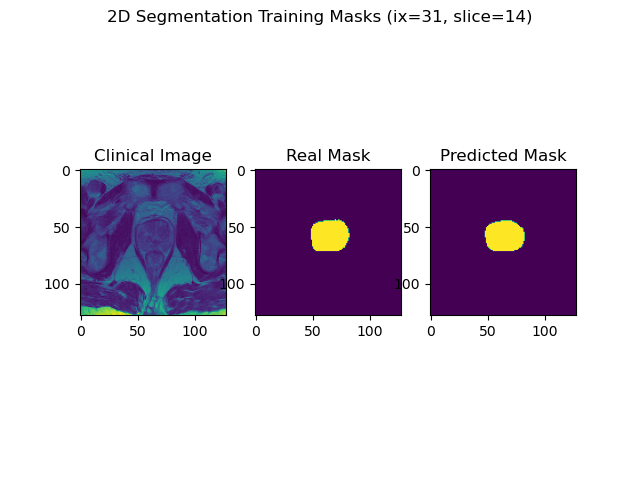 2D Segmentation Training Masks (ix=31, slice=14)
Clinical Image Real Mask Predicted Mask
0 0 0
50 50 50
100 100 100
0 50 100 0 50 100 0 50 100